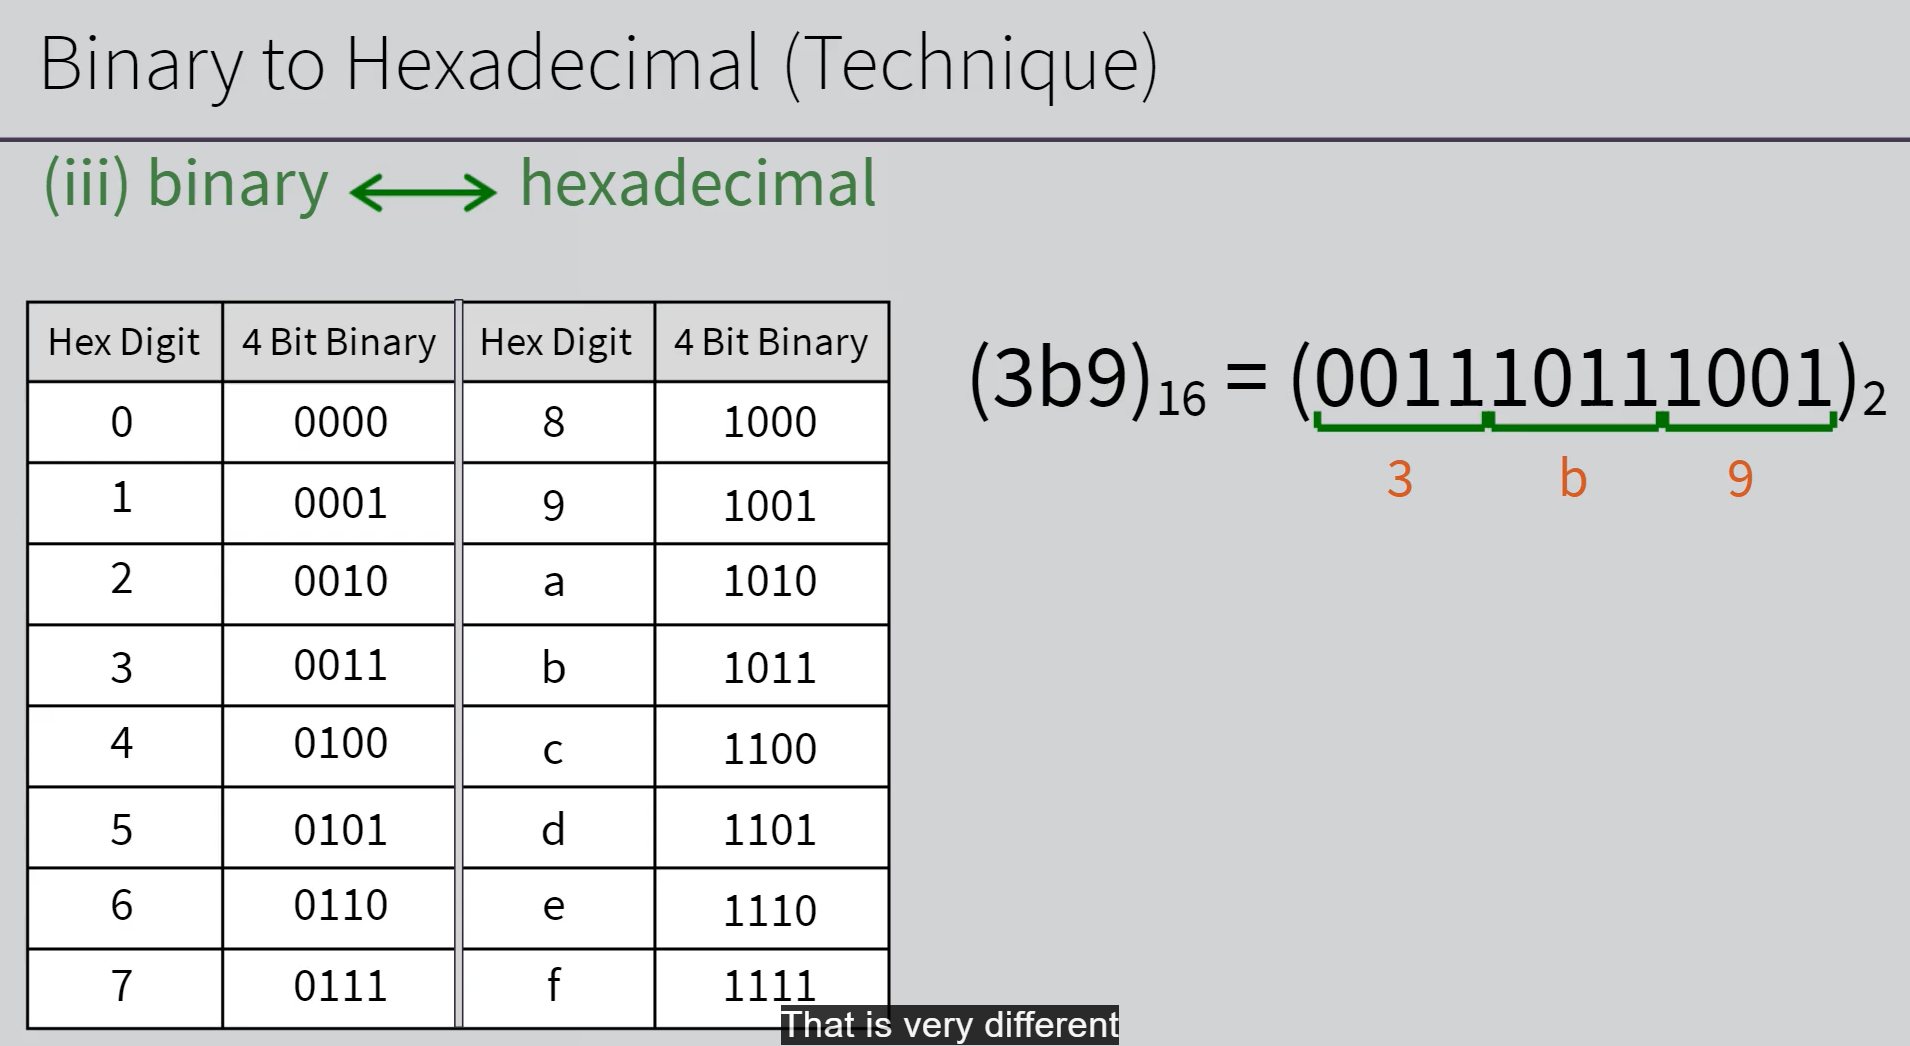 Binary to Hexadecimal (Technique)
(iii) binary ⟷ hexadecimal
Hex Digit 4 Bit Binary Hex Digit 4 Bit Binary
0 0000 8 1000
1 0001 9 1001
2 0010 a 1010
3 0011 b 1011
4 0100 c 1100
5 0101 d 1101
6 0110 e 1110
7 0111 f 1111
(3b9)₁₆ = (001110111001)₂
3 b 9
That is very different